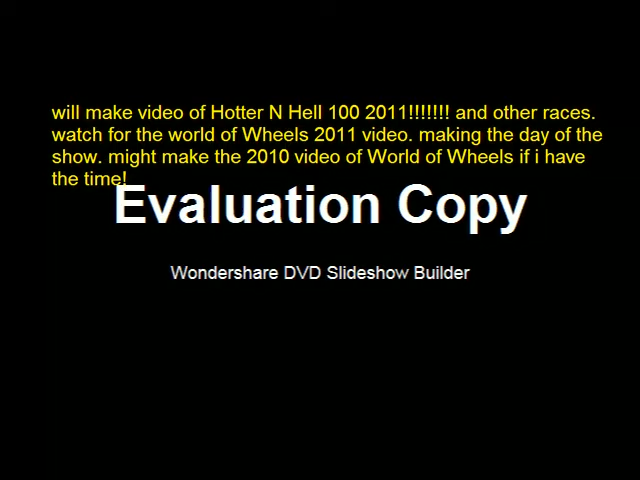 will make video of Hotter N Hell 100 2011!!!!!!! and other races.
watch for the world of Wheels 2011 video. making the day of the
show. might make the 2010 video of World of Wheels if i have
the time!
Evaluation Copy
Wondershare DVD Slideshow Builder